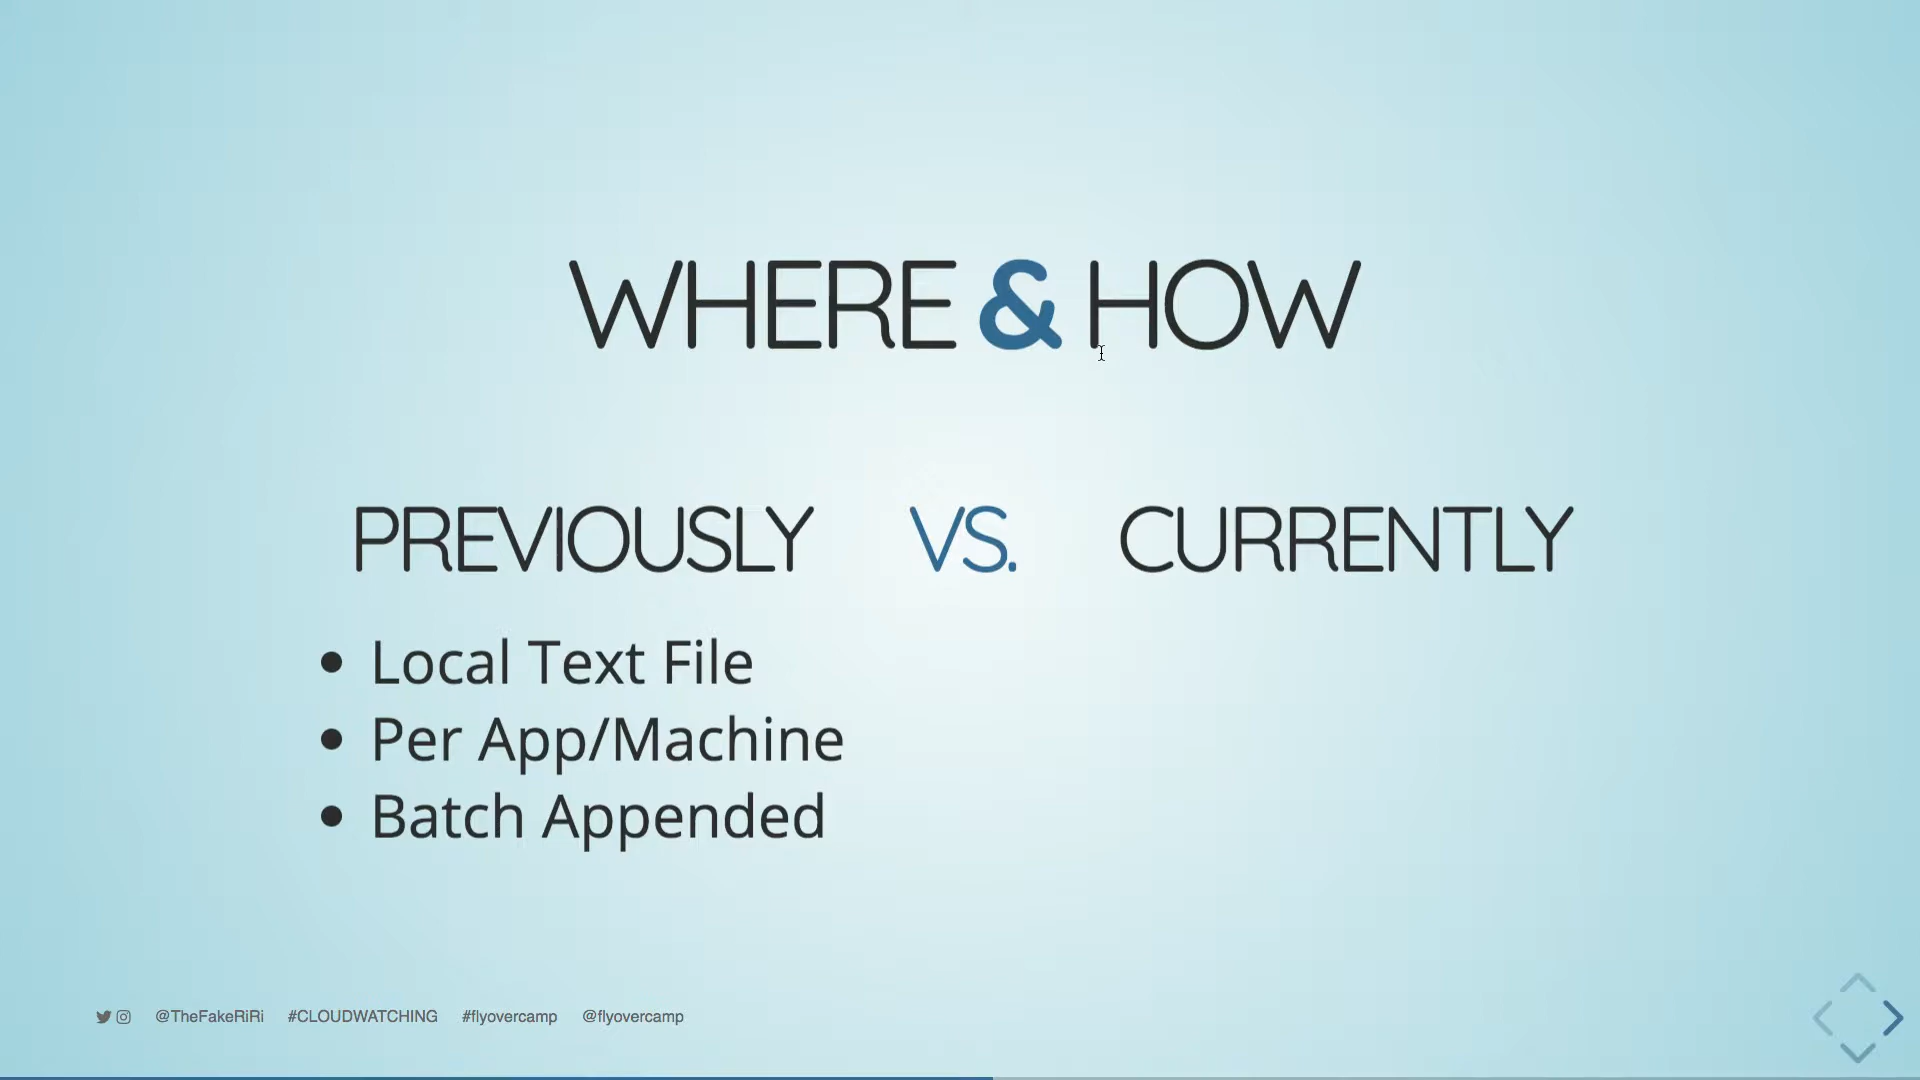 WHERE & HOW
PREVIOUSLY VS. CURRENTLY
• Local Text File
• Per App/Machine
• Batch Appended
@TheFakeRiRi #CLOUDWATCHING #flyovercamp @flyovercamp